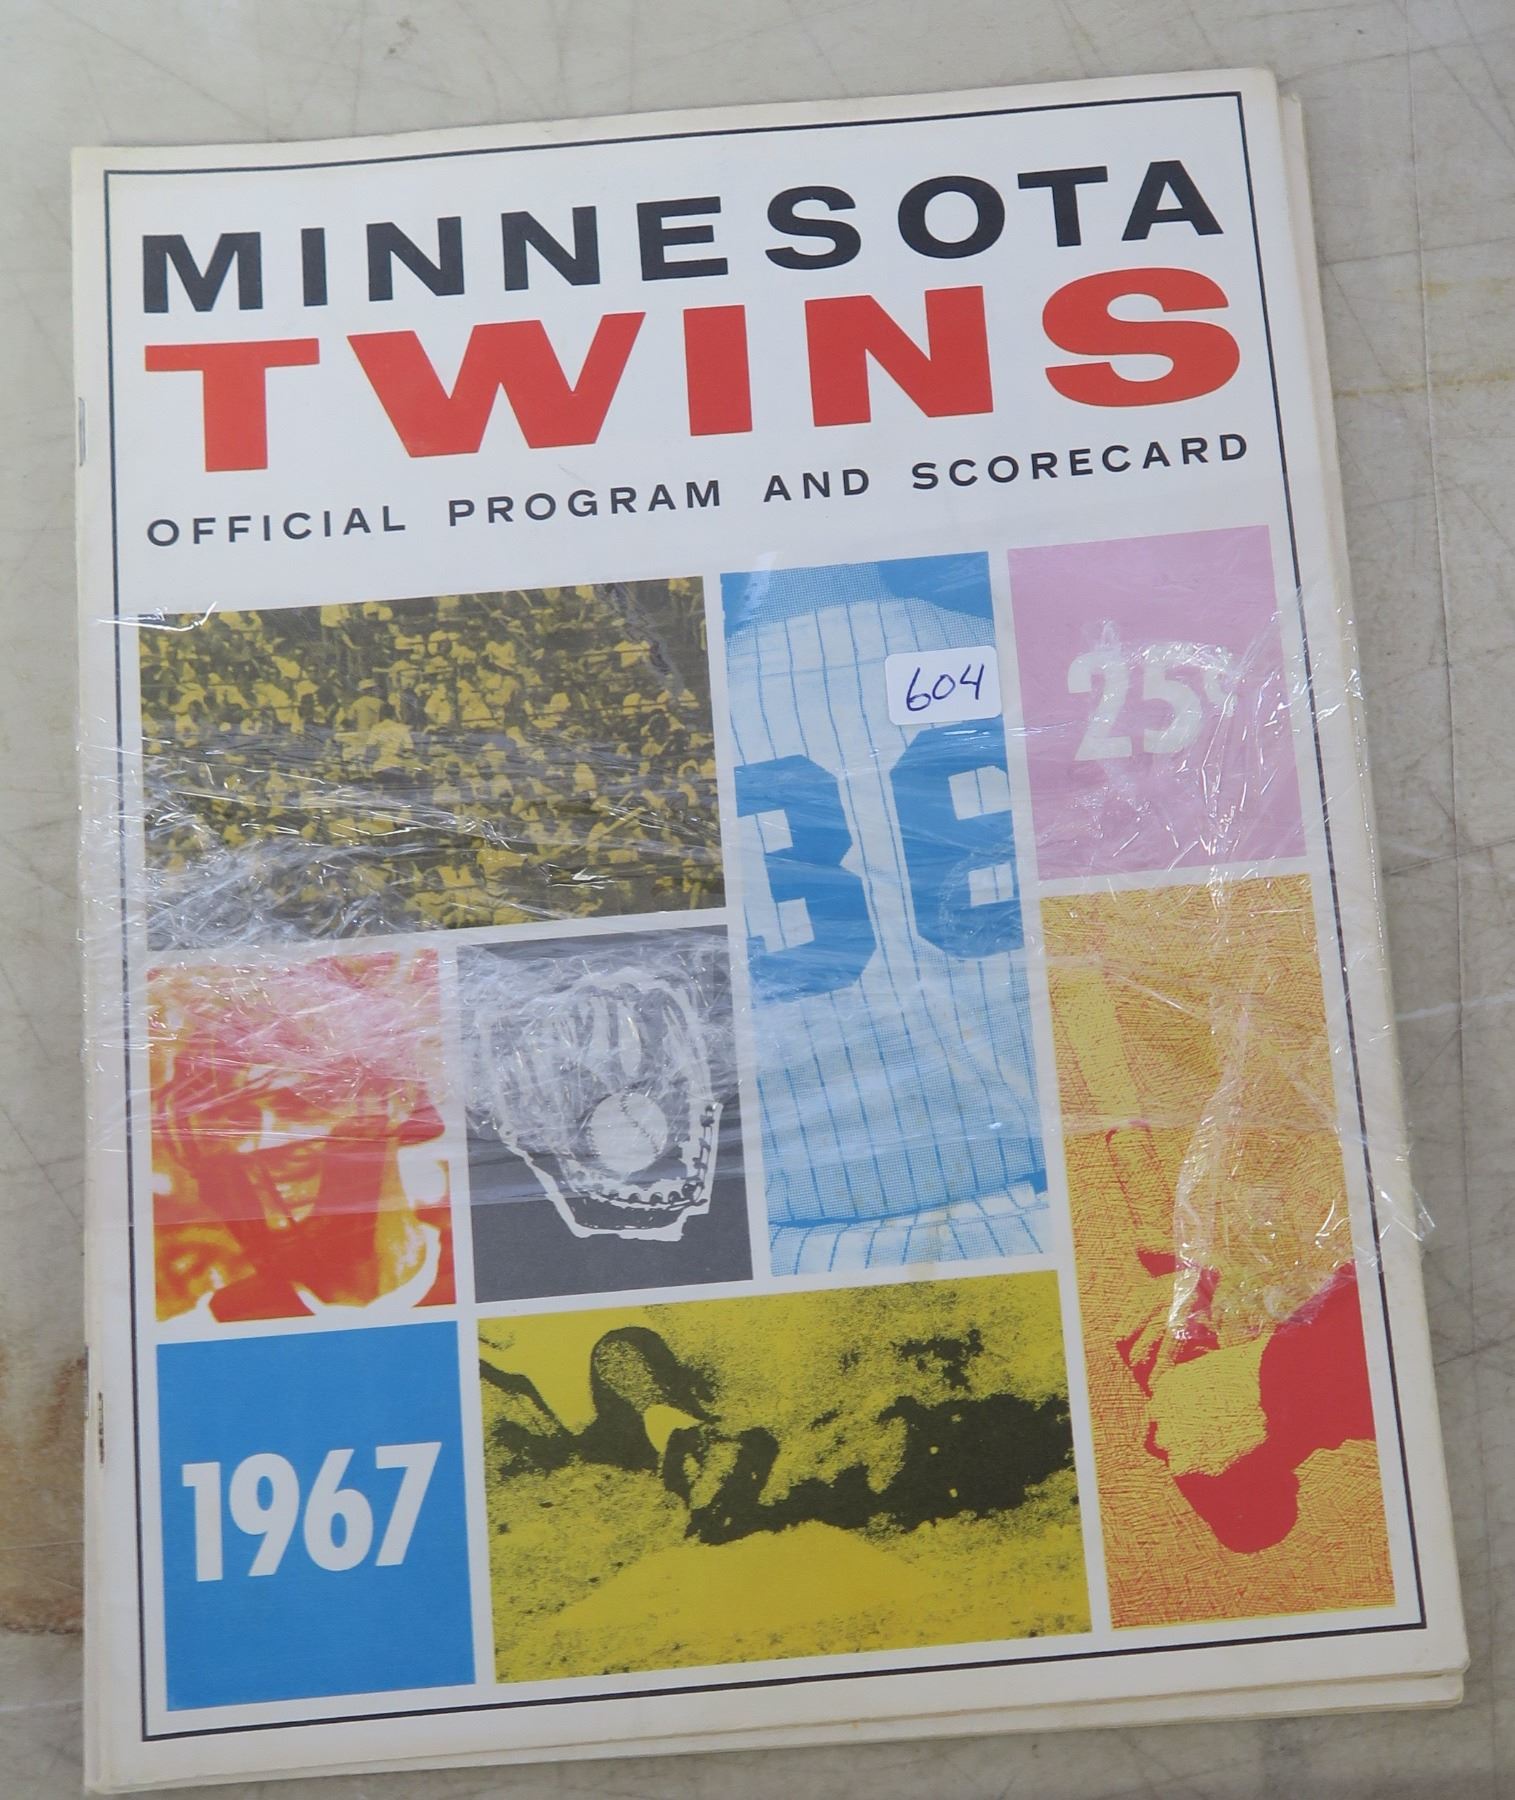 MINNESOTA
TWINS
OFFICIAL PROGRAM AND SCORECARD
604
25¢
38
1967